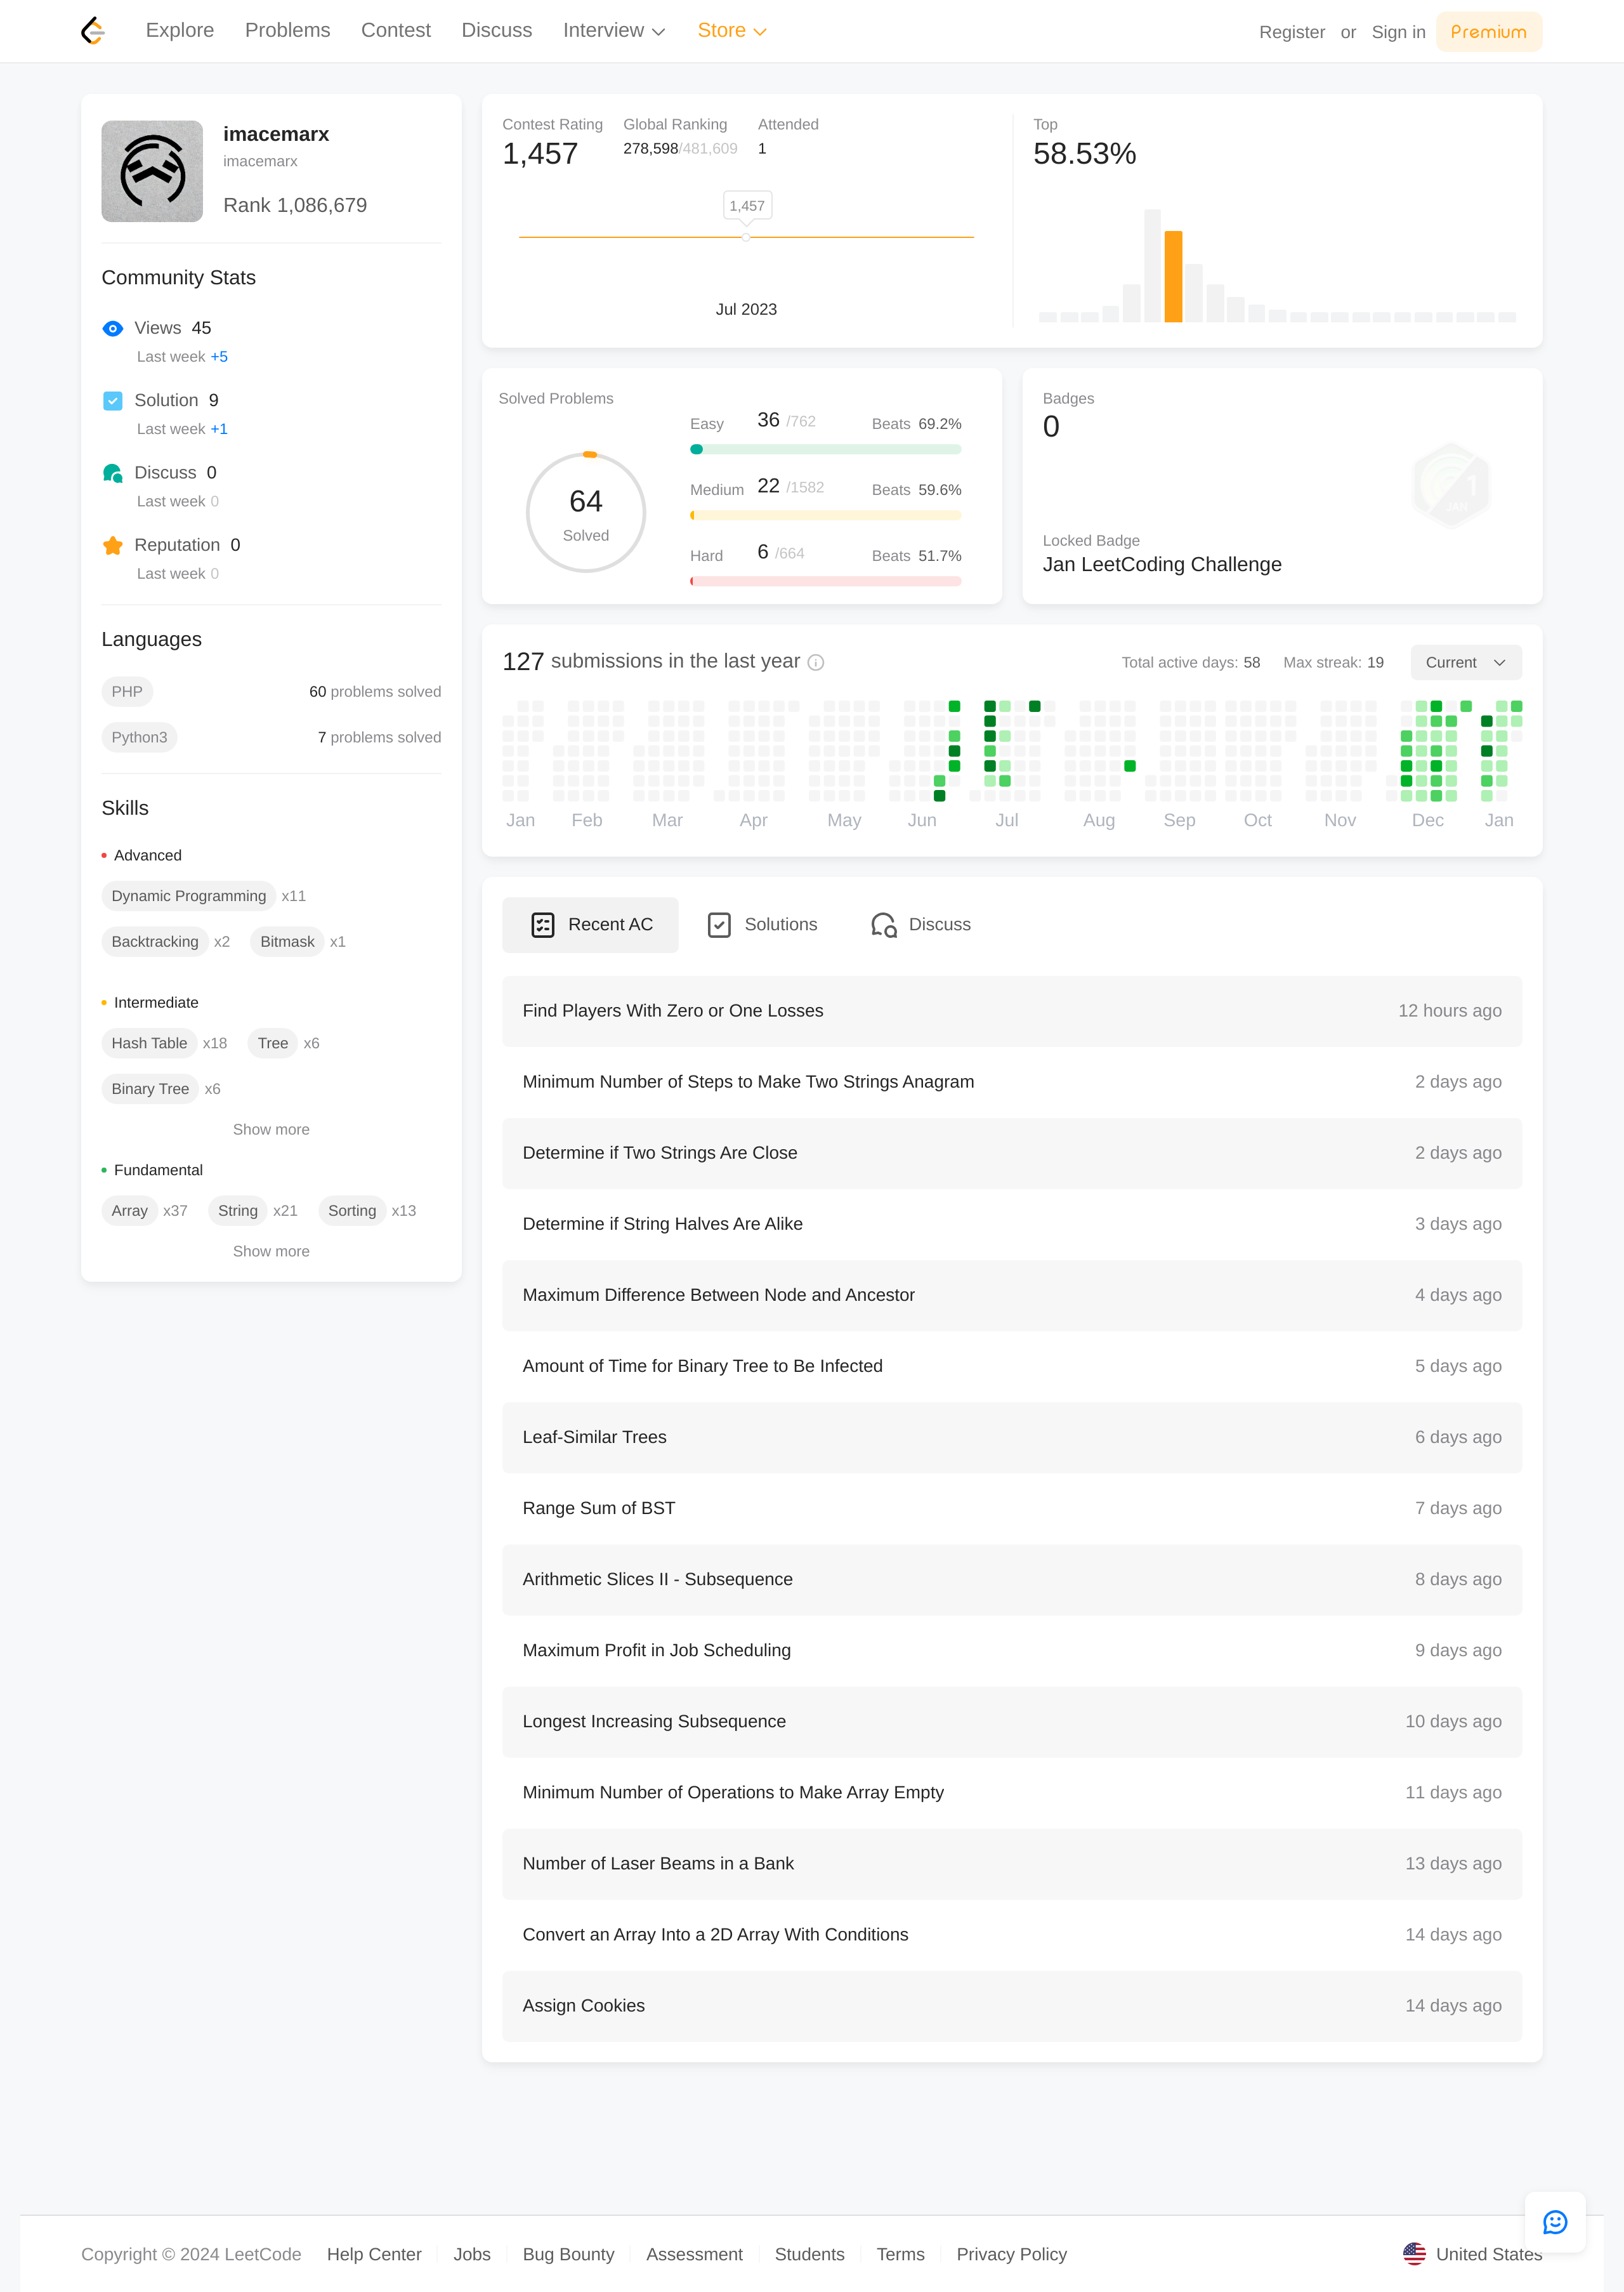 Explore Problems Contest Discuss Interview Store Register or Sign in Premium
imacemarx
imacemarx
Rank 1,086,679
Community Stats
Views 45
Last week +5
Solution 9
Last week +1
Discuss 0
Last week 0
Reputation 0
Last week 0
Languages
PHP 60 problems solved
Python3 7 problems solved
Skills
Advanced
Dynamic Programming x11
Backtracking x2 Bitmask x1
Intermediate
Hash Table x18 Tree x6
Binary Tree x6
Show more
Fundamental
Array x37 String x21 Sorting x13
Show more
Contest Rating Global Ranking Attended
1,457 278,598/481,609 1
1,457
Jul 2023
Top
58.53%
Solved Problems
64
Solved
Easy 36 /762 Beats 69.2%
Medium 22 /1582 Beats 59.6%
Hard 6 /664 Beats 51.7%
Badges
0
1
JAN
Locked Badge
Jan LeetCoding Challenge
127 submissions in the last year Total active days: 58 Max streak: 19 Current
Jan Feb Mar Apr May Jun Jul Aug Sep Oct Nov Dec Jan
Recent AC Solutions Discuss
Find Players With Zero or One Losses 12 hours ago
Minimum Number of Steps to Make Two Strings Anagram 2 days ago
Determine if Two Strings Are Close 2 days ago
Determine if String Halves Are Alike 3 days ago
Maximum Difference Between Node and Ancestor 4 days ago
Amount of Time for Binary Tree to Be Infected 5 days ago
Leaf-Similar Trees 6 days ago
Range Sum of BST 7 days ago
Arithmetic Slices II - Subsequence 8 days ago
Maximum Profit in Job Scheduling 9 days ago
Longest Increasing Subsequence 10 days ago
Minimum Number of Operations to Make Array Empty 11 days ago
Number of Laser Beams in a Bank 13 days ago
Convert an Array Into a 2D Array With Conditions 14 days ago
Assign Cookies 14 days ago
Copyright © 2024 LeetCode Help Center Jobs Bug Bounty Assessment Students Terms Privacy Policy United States